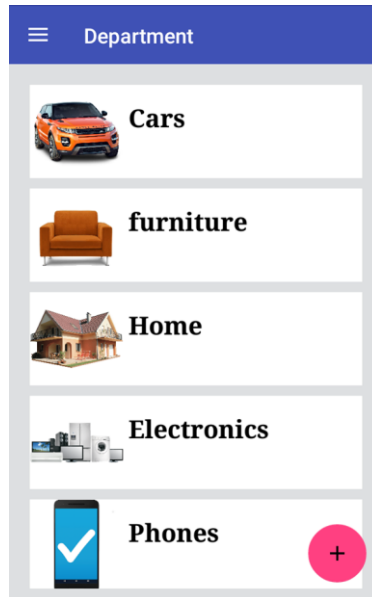 Department
Cars
furniture
Home
Electronics
Phones
+